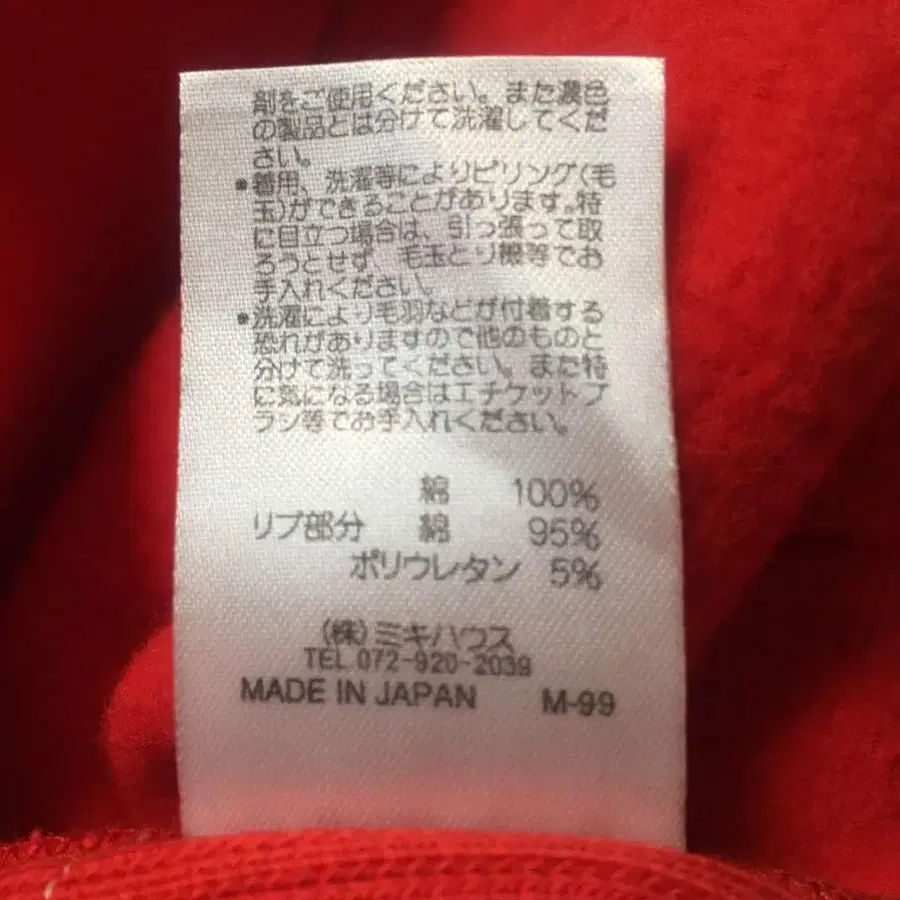 剤をご使用ください。また濃色
の製品とは分けて洗濯してくだ
さい。
•着用、洗濯等によりピリング(毛
玉)ができることがあります。特
に目立つ場合は、引っ張って取
ろうとせず、毛玉とり機等でお
手入れください。
•洗濯により毛羽などが付着する
恐れがありますので他のものと
分けて洗ってください。また特
に気になる場合はエチケットブ
ラシ等でお手入れください。
綿 100%
リブ部分 綿 95%
ポリウレタン 5%
(株)ミキハウス
TEL.072-920-2039
MADE IN JAPAN M-99